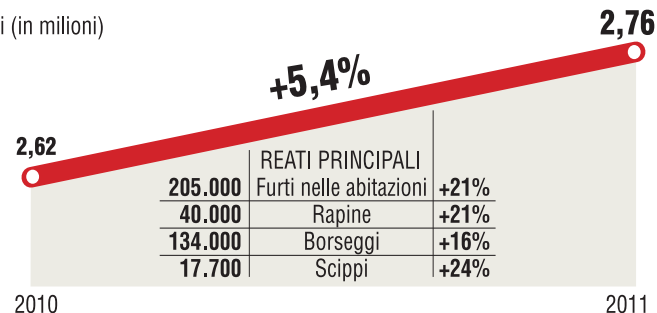 i (in milioni)
2,76
+5,4%
2,62
REATI PRINCIPALI
205.000 Furti nelle abitazioni +21%
40.000 Rapine +21%
134.000 Borseggi +16%
17.700 Scippi +24%
2010 2011